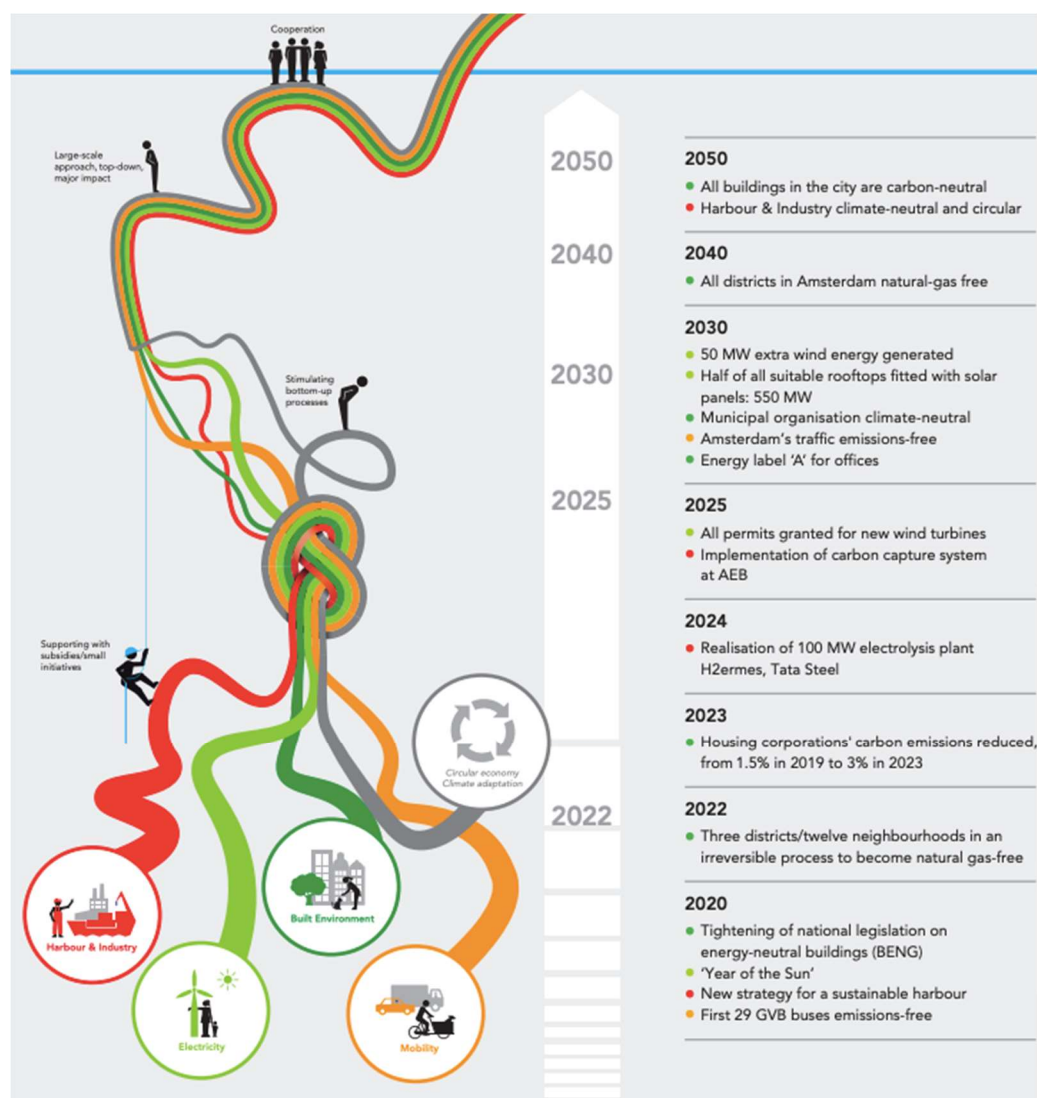 Cooperation
Large-scale
approach, top-down,
major impact
Stimulating
bottom-up
processes
Supporting with
subsidies/small
initiatives
Circular economy
Climate adaptation
Harbour & Industry
Built Environment
Electricity
Mobility
2050
2040
2030
2025
2022
2050
All buildings in the city are carbon-neutral
Harbour & Industry climate-neutral and circular
2040
All districts in Amsterdam natural-gas free
2030
50 MW extra wind energy generated
Half of all suitable rooftops fitted with solar
panels: 550 MW
Municipal organisation climate-neutral
Amsterdam's traffic emissions-free
Energy label 'A' for offices
2025
All permits granted for new wind turbines
Implementation of carbon capture system
at AEB
2024
Realisation of 100 MW electrolysis plant
H2ermes, Tata Steel
2023
Housing corporations' carbon emissions reduced,
from 1.5% in 2019 to 3% in 2023
2022
Three districts/twelve neighbourhoods in an
irreversible process to become natural gas-free
2020
Tightening of national legislation on
energy-neutral buildings (BENG)
'Year of the Sun'
New strategy for a sustainable harbour
First 29 GVB buses emissions-free